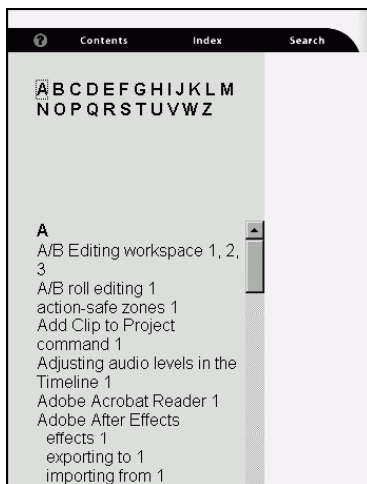 ? Contents Index Search
A B C D E F G H I J K L M
N O P Q R S T U V W Z
A
A/B Editing workspace 1, 2,
3
A/B roll editing 1
action-safe zones 1
Add Clip to Project
command 1
Adjusting audio levels in the
Timeline 1
Adobe Acrobat Reader 1
Adobe After Effects
effects 1
exporting to 1
importing from 1